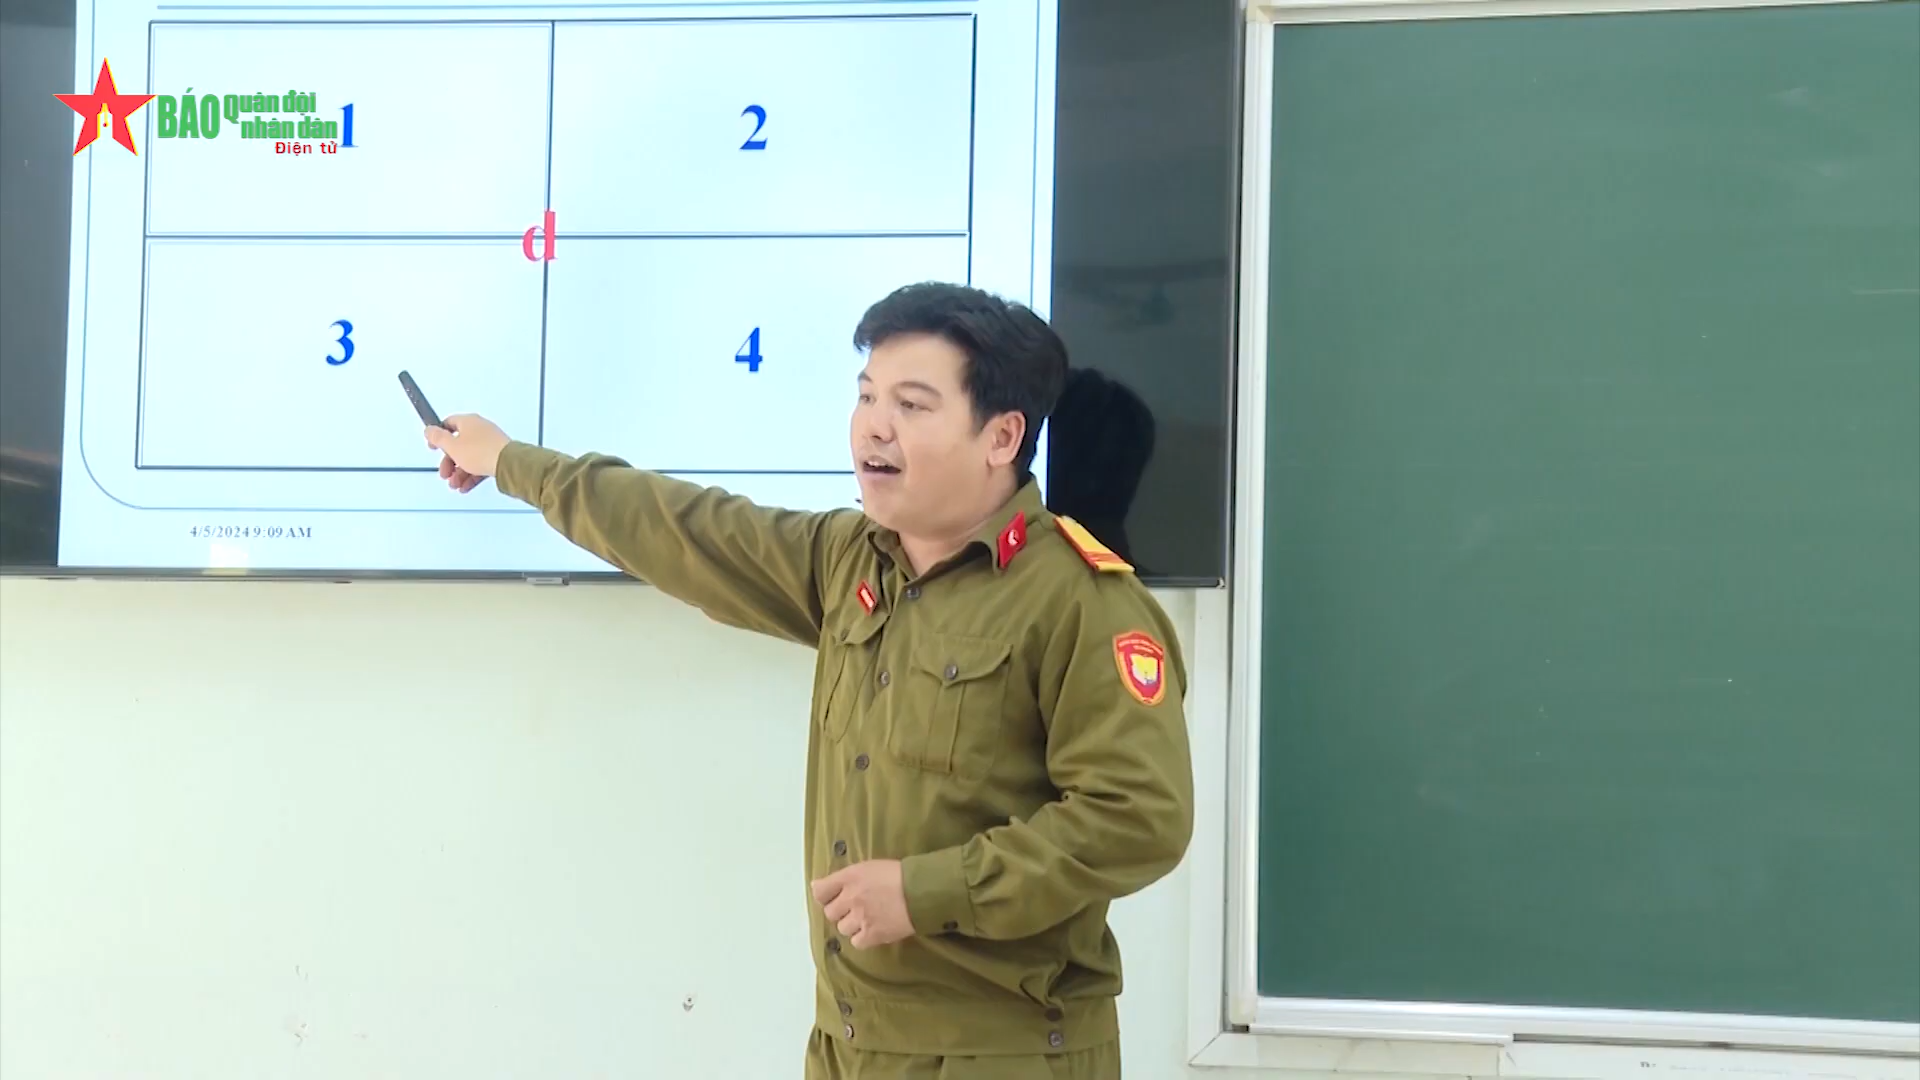 BÁO Quân đội
nhân dân
Điện tử
1
2
d
3
4
4/5/2024 9:09 AM